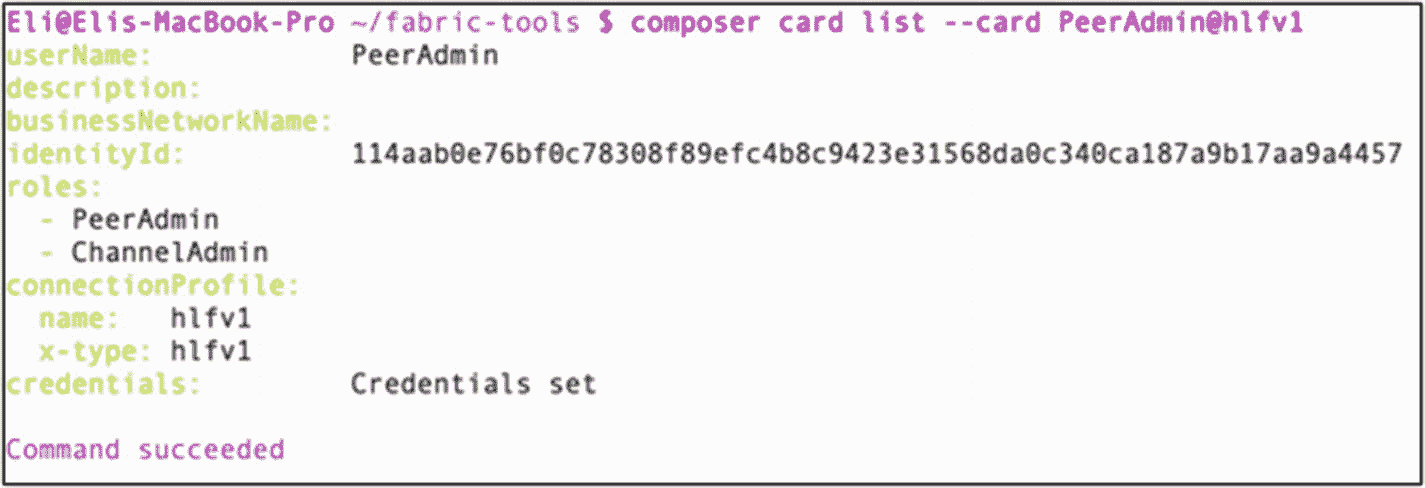 Eli@Elis-MacBook-Pro ~/fabric-tools $ composer card list --card PeerAdmin@hlfv1
userName: PeerAdmin
description:
businessNetworkName:
identityId: 114aab0e76bf0c78308f89efc4b8c9423e31568da0c340ca187a9b17aa9a4457
roles:
- PeerAdmin
- ChannelAdmin
connectionProfile:
name: hlfv1
x-type: hlfv1
credentials: Credentials set
Command succeeded